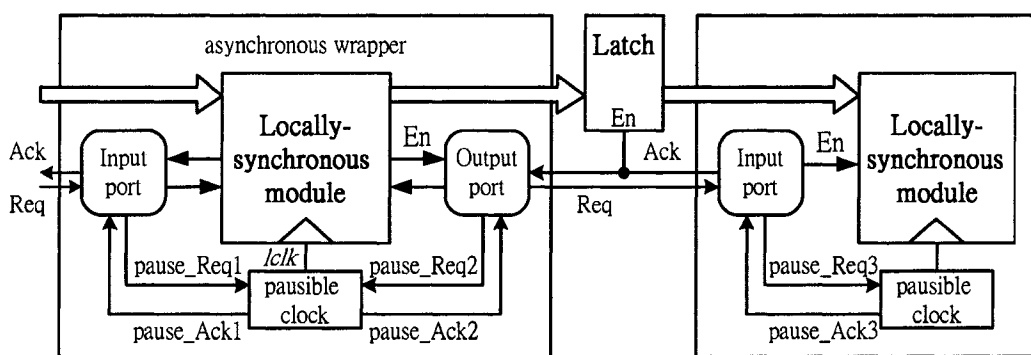 asynchronous wrapper
Latch
En
Ack
Req
Input
port
Locally-
synchronous
module
En
Output
port
Ack
Req
Input
port
En
Locally-
synchronous
module
lclk
pause_Req1
pause_Ack1
pausible
clock
pause_Req2
pause_Ack2
pause_Req3
pause_Ack3
pausible
clock